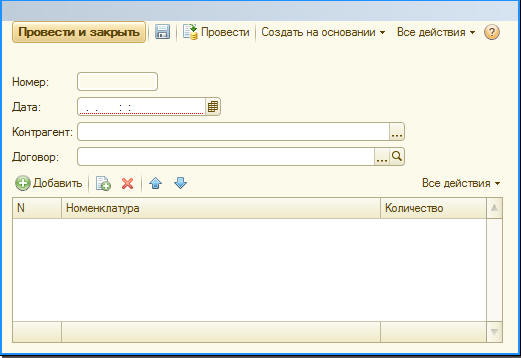 Провести и закрыть Провести Создать на основании Все действия ?
Номер:
Дата: . . : :
Контрагент: ...
Договор: ...
Добавить Все действия
N Номенклатура Количество